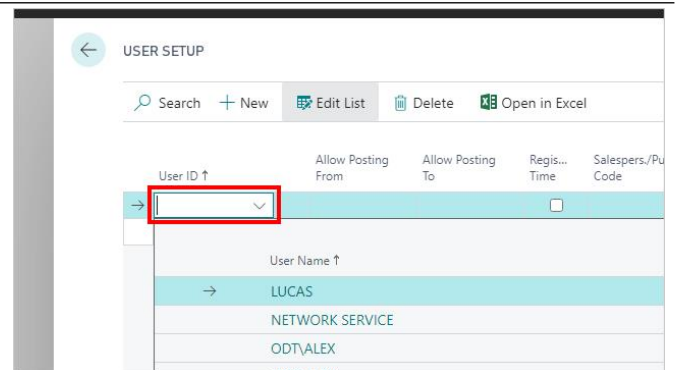 USER SETUP
Search + New Edit List Delete Open in Excel
User ID ↑ Allow Posting From Allow Posting To Regis... Time Salespers./Pu Code
User Name ↑
LUCAS
NETWORK SERVICE
ODT\ALEX